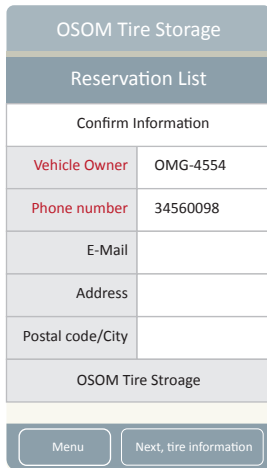 OSOM Tire Storage
Reservation List
Confirm Information
Vehicle Owner OMG-4554
Phone number 34560098
E-Mail
Address
Postal code/City
OSOM Tire Stroage
Menu Next, tire information